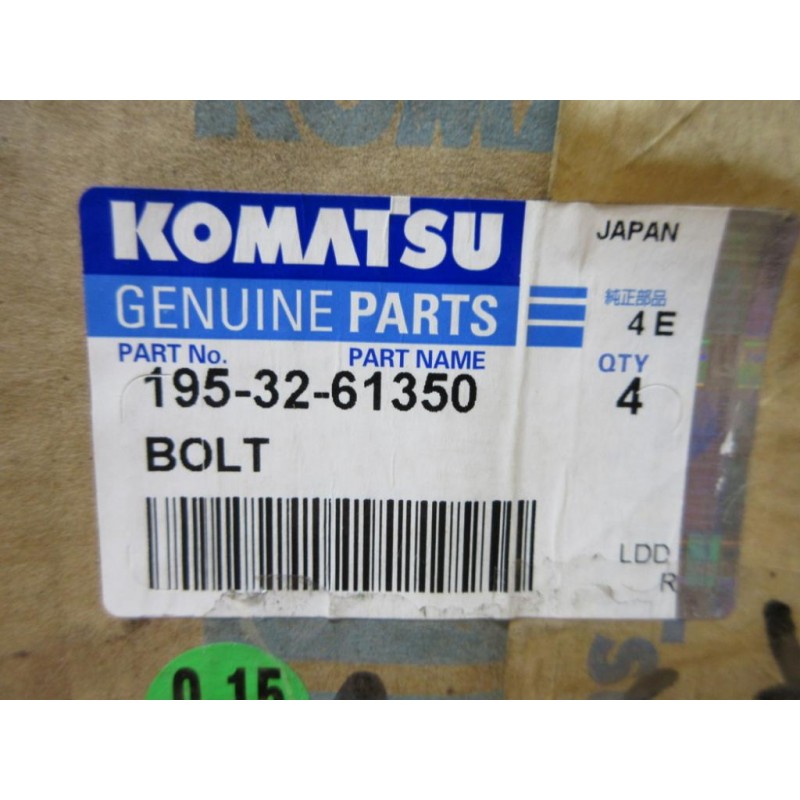 KOMATSU
GENUINE PARTS
PART No. PART NAME
195-32-61350
BOLT
JAPAN
純正部品
4 E
QTY
4
LDD
R
0.15